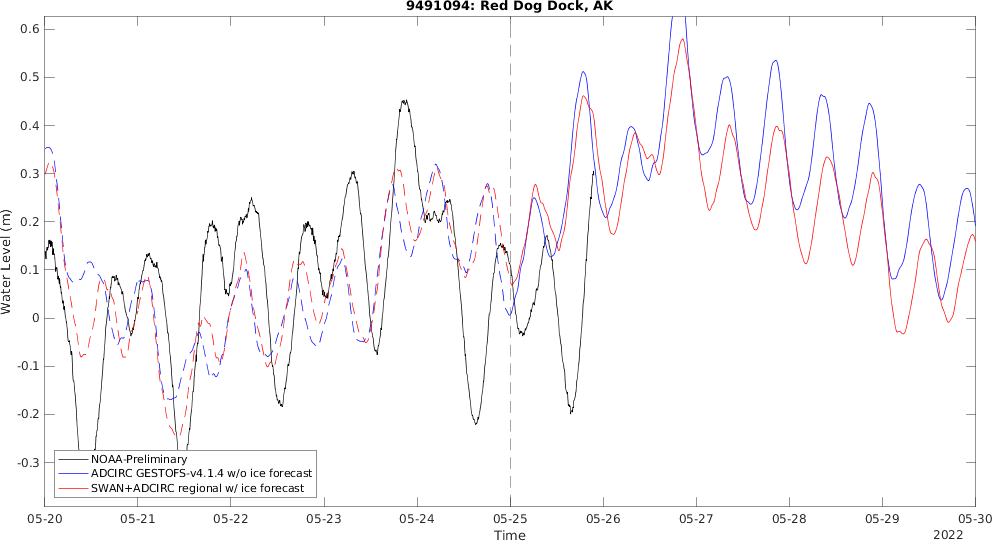 9491094: Red Dog Dock, AK
Water Level (m)
0.6
0.5
0.4
0.3
0.2
0.1
0
-0.1
-0.2
-0.3
NOAA-Preliminary
ADCIRC GESTOFS-v4.1.4 w/o ice forecast
SWAN+ADCIRC regional w/ ice forecast
05-20 05-21 05-22 05-23 05-24 05-25 05-26 05-27 05-28 05-29 05-30
Time
2022